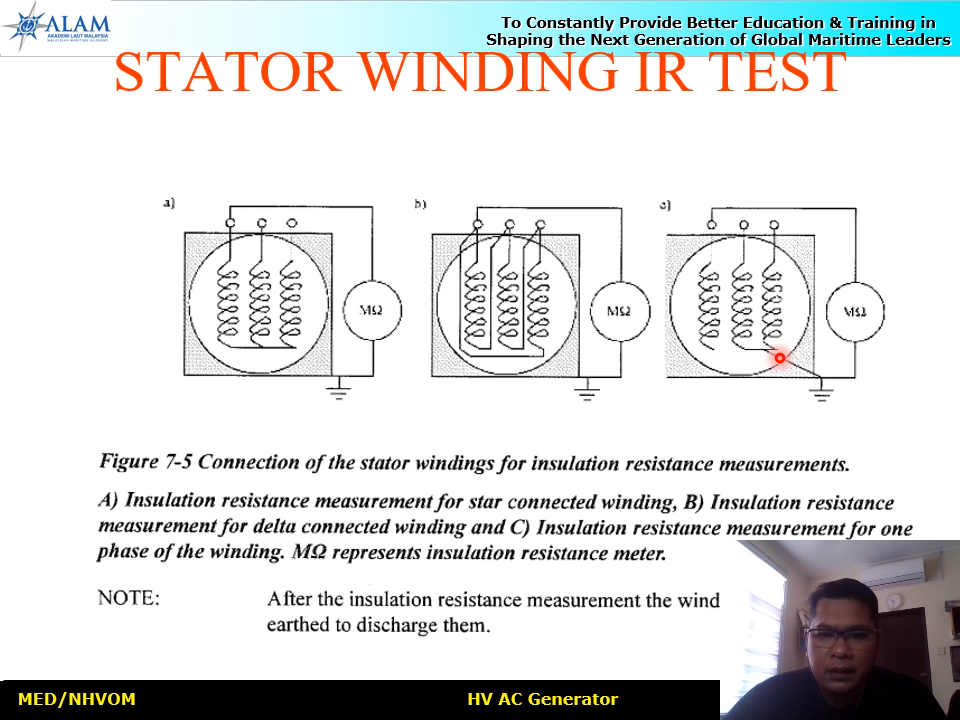 ALAM
AKADEMI LAUT MALAYSIA
MALAYSIAN MARITIME ACADEMY
To Constantly Provide Better Education & Training in
Shaping the Next Generation of Global Maritime Leaders
STATOR WINDING IR TEST
a)
b)
c)
MΩ
MΩ
MΩ
Figure 7-5 Connection of the stator windings for insulation resistance measurements.
A) Insulation resistance measurement for star connected winding, B) Insulation resistance
measurement for delta connected winding and C) Insulation resistance measurement for one
phase of the winding. MΩ represents insulation resistance meter.
NOTE: After the insulation resistance measurement the wind
earthed to discharge them.
MED/NHVOM HV AC Generator